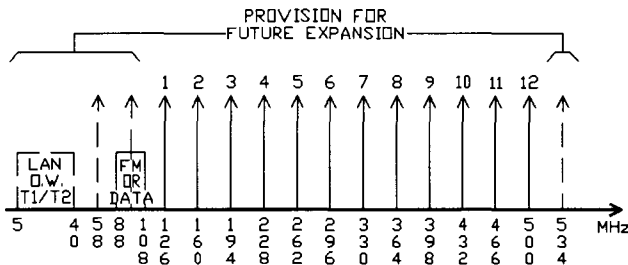 PROVISION FOR
FUTURE EXPANSION
1 2 3 4 5 6 7 8 9 10 11 12
LAN
O.W.
T1/T2
FM
OR
DATA
5 40 58 88 108 126 160 194 228 262 296 330 364 398 432 466 500 534 MHz